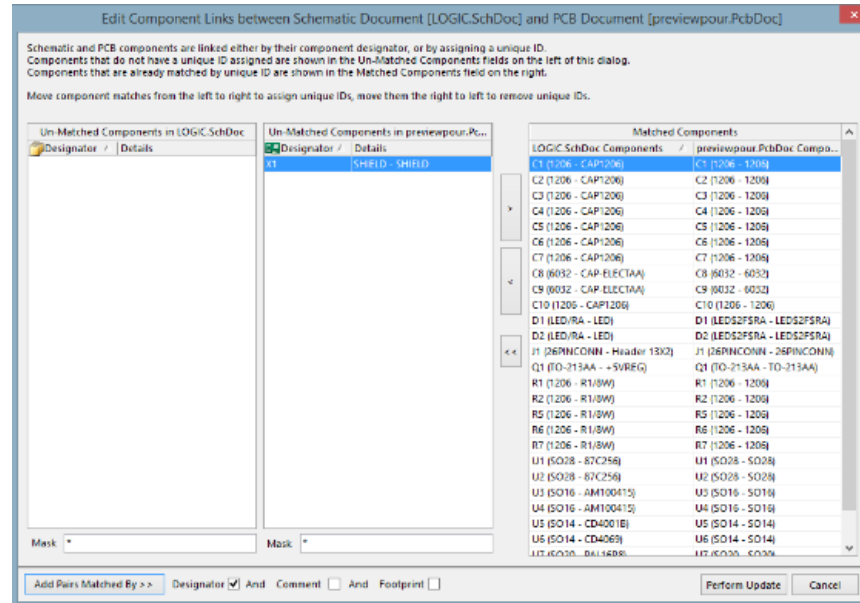 Edit Component Links between Schematic Document [LOGIC.SchDoc] and PCB Document [previewpour.PcbDoc]
Schematic and PCB components are linked either by their component designator, or by assigning a unique ID.
Components that do not have a unique ID assigned are shown in the Un-Matched Components fields on the left of this dialog.
Components that are already matched by unique ID are shown in the Matched Components field on the right.
Move component matches from the left to right to assign unique IDs, move them the right to left to remove unique IDs.
Un-Matched Components in LOGIC.SchDoc
Designator / Details
Mask *
Un-Matched Components in previewpour.Pc...
Designator / Details
X1 SHIELD - SHIELD
Mask *
>
<
<<
Matched Components
LOGIC.SchDoc Components / previewpour.PcbDoc Compo...
C1 (1206 - CAP1206) C1 (1206 - 1206)
C2 (1206 - CAP1206) C2 (1206 - 1206)
C3 (1206 - CAP1206) C3 (1206 - 1206)
C4 (1206 - CAP1206) C4 (1206 - 1206)
C5 (1206 - CAP1206) C5 (1206 - 1206)
C6 (1206 - CAP1206) C6 (1206 - 1206)
C7 (1206 - CAP1206) C7 (1206 - 1206)
C8 (6032 - CAP-ELECTAA) C8 (6032 - 6032)
C9 (6032 - CAP-ELECTAA) C9 (6032 - 6032)
C10 (1206 - CAP1206) C10 (1206 - 1206)
D1 (LED/RA - LED) D1 (LEDS2FSRA - LEDS2FSRA)
D2 (LED/RA - LED) D2 (LEDS2FSRA - LEDS2FSRA)
J1 (26PINCONN - Header 13X2) J1 (26PINCONN - 26PINCONN)
Q1 (TO-213AA - +5VREG) Q1 (TO-213AA - TO-213AA)
R1 (1206 - R1/8W) R1 (1206 - 1206)
R2 (1206 - R1/8W) R2 (1206 - 1206)
R5 (1206 - R1/8W) R5 (1206 - 1206)
R6 (1206 - R1/8W) R6 (1206 - 1206)
R7 (1206 - R1/8W) R7 (1206 - 1206)
U1 (SO28 - 87C256) U1 (SO28 - SO28)
U2 (SO28 - 87C256) U2 (SO28 - SO28)
U3 (SO16 - AM100415) U3 (SO16 - SO16)
U4 (SO16 - AM100415) U4 (SO16 - SO16)
U5 (SO14 - CD4001B) U5 (SO14 - SO14)
U6 (SO14 - CD4069) U6 (SO14 - SO14)
U7 (SO20 - PAL16R8) U7 (SO20 - SO20)
Add Pairs Matched By >> Designator And Comment And Footprint
Perform Update Cancel